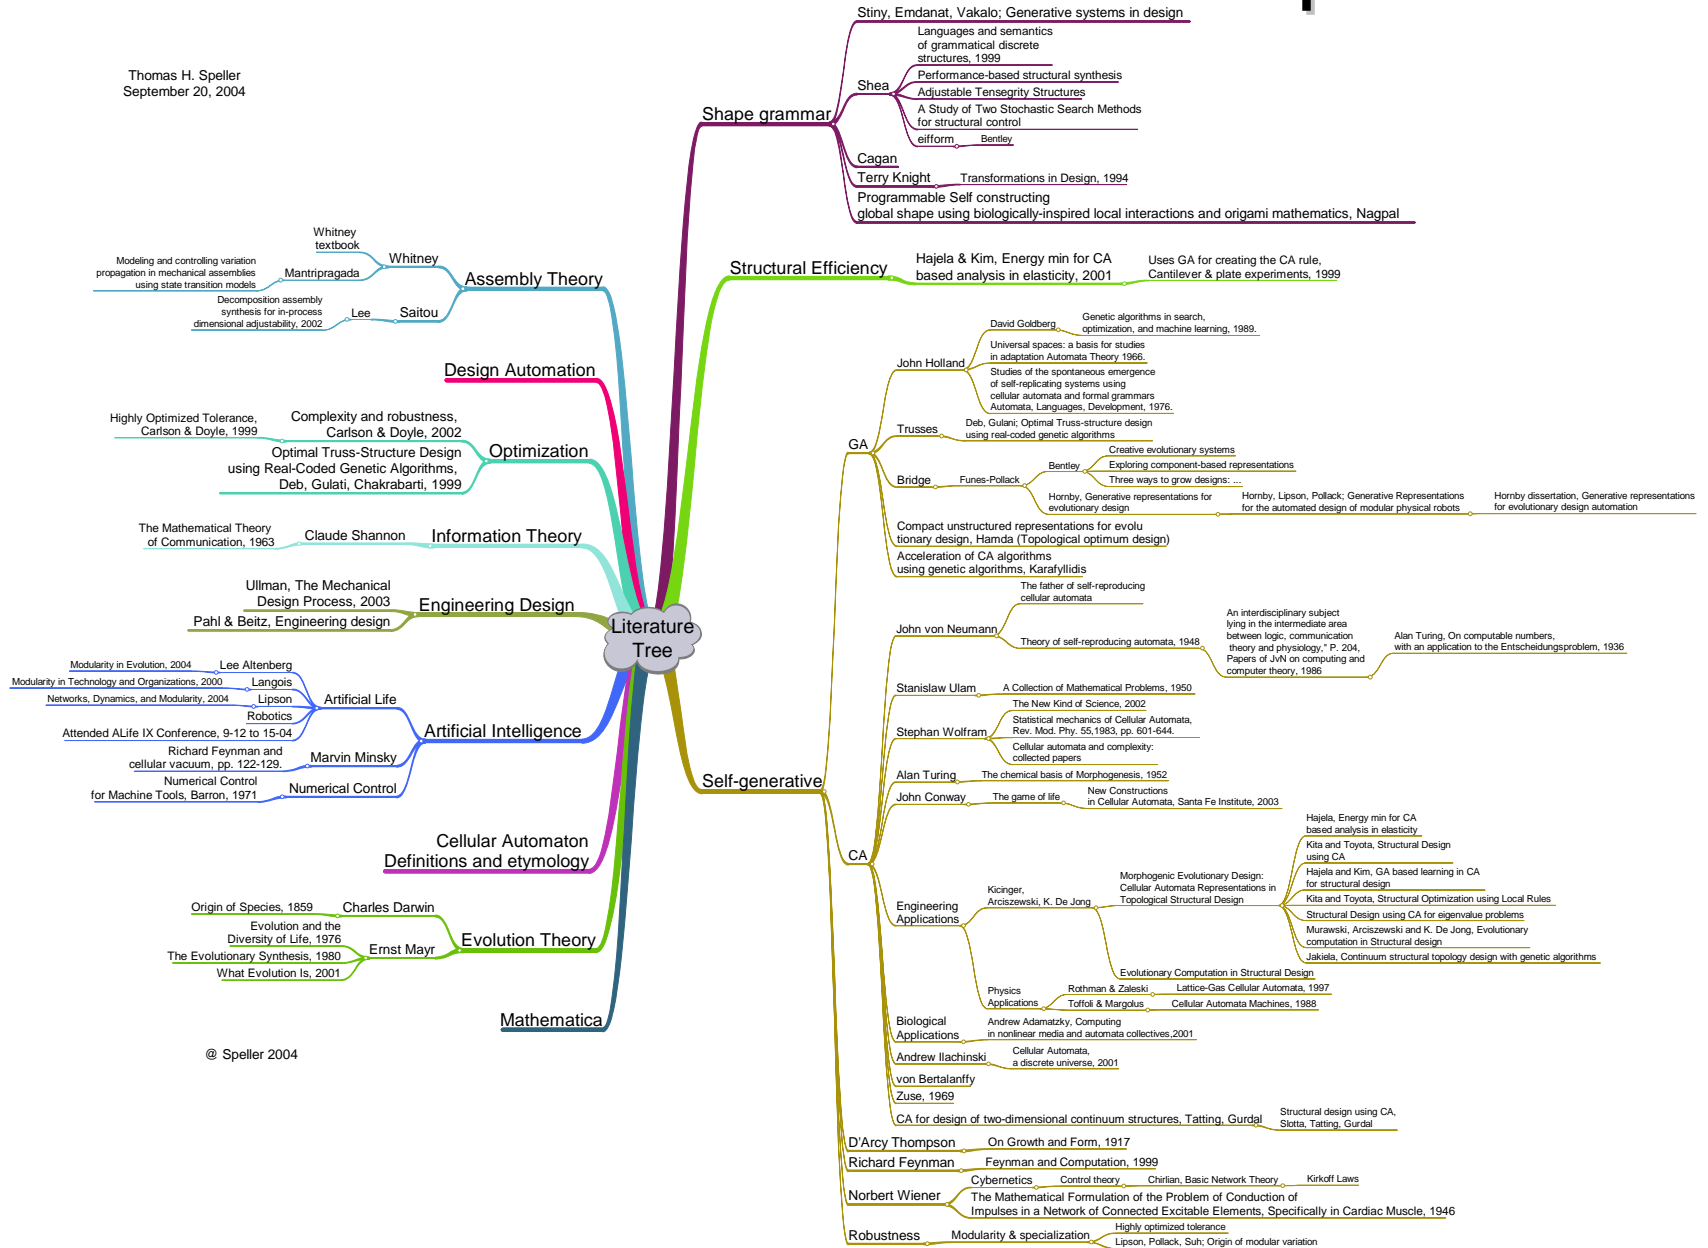 Thomas H. Speller
September 20, 2004
Literature
Tree
Shape grammar
Stiny, Emdanat, Vakalo; Generative systems in design
Shea
Languages and semantics
of grammatical discrete
structures, 1999
Performance-based structural synthesis
Adjustable Tensegrity Structures
A Study of Two Stochastic Search Methods
for structural control
eifform
Bentley
Cagan
Terry Knight
Transformations in Design, 1994
Programmable Self constructing
global shape using biologically-inspired local interactions and origami mathematics, Nagpal
Structural Efficiency
Hajela & Kim, Energy min for CA
based analysis in elasticity, 2001
Uses GA for creating the CA rule,
Cantilever & plate experiments, 1999
Self-generative
GA
John Holland
David Goldberg
Genetic algorithms in search,
optimization, and machine learning, 1989.
Universal spaces: a basis for studies
in adaptation Automata Theory 1966.
Studies of the spontaneous emergence
of self-replicating systems using
cellular automata and formal grammars
Automata, Languages, Development, 1976.
Trusses
Deb, Gulani; Optimal Truss-structure design
using real-coded genetic algorithms
Bridge
Funes-Pollack
Bentley
Creative evolutionary systems
Exploring component-based representations
Three ways to grow designs: ...
Hornby, Generative representations for
evolutionary design
Hornby, Lipson, Pollack; Generative Representations
for the automated design of modular physical robots
Hornby dissertation, Generative representations
for evolutionary design automation
Compact unstructured representations for evolu
tionary design, Hamda (Topological optimum design)
Acceleration of CA algorithms
using genetic algorithms, Karafyllidis
CA
John von Neumann
The father of self-reproducing
cellular automata
Theory of self-reproducing automata, 1948
An interdisciplinary subject
lying in the intermediate area
between logic, communication
theory and physiology," P. 204,
Papers of JvN on computing and
computer theory, 1986
Alan Turing, On computable numbers,
with an application to the Entscheidungsproblem, 1936
Stanislaw Ulam
A Collection of Mathematical Problems, 1950
Stephan Wolfram
The New Kind of Science, 2002
Statistical mechanics of Cellular Automata,
Rev. Mod. Phy. 55,1983, pp. 601-644.
Cellular automata and complexity:
collected papers
Alan Turing
The chemical basis of Morphogenesis, 1952
John Conway
The game of life
New Constructions
in Cellular Automata, Santa Fe Institute, 2003
Engineering
Applications
Kicinger,
Arciszewski, K. De Jong
Morphogenic Evolutionary Design:
Cellular Automata Representations in
Topological Structural Design
Hajela, Energy min for CA
based analysis in elasticity
Kita and Toyota, Structural Design
using CA
Hajela and Kim, GA based learning in CA
for structural design
Kita and Toyota, Structural Optimization using Local Rules
Structural Design using CA for eigenvalue problems
Murawski, Arciszewski and K. De Jong, Evolutionary
computation in Structural design
Jakiela, Continuum structural topology design with genetic algorithms
Evolutionary Computation in Structural Design
Physics
Applications
Rothman & Zaleski
Lattice-Gas Cellular Automata, 1997
Toffoli & Margolus
Cellular Automata Machines, 1988
Biological
Applications
Andrew Adamatzky, Computing
in nonlinear media and automata collectives,2001
Andrew Ilachinski
Cellular Automata,
a discrete universe, 2001
von Bertalanffy
Zuse, 1969
CA for design of two-dimensional continuum structures, Tatting, Gurdal
Structural design using CA,
Slotta, Tatting, Gurdal
D'Arcy Thompson
On Growth and Form, 1917
Richard Feynman
Feynman and Computation, 1999
Norbert Wiener
Cybernetics
Control theory
Chirlian, Basic Network Theory
Kirkoff Laws
The Mathematical Formulation of the Problem of Conduction of
Impulses in a Network of Connected Excitable Elements, Specifically in Cardiac Muscle, 1946
Robustness
Modularity & specialization
Highly optimized tolerance
Lipson, Pollack, Suh; Origin of modular variation
Assembly Theory
Whitney
Whitney
textbook
Mantripragada
Modeling and controlling variation
propagation in mechanical assemblies
using state transition models
Saitou
Lee
Decomposition assembly
synthesis for in-process
dimensional adjustability, 2002
Design Automation
Optimization
Complexity and robustness,
Carlson & Doyle, 2002
Highly Optimized Tolerance,
Carlson & Doyle, 1999
Optimal Truss-Structure Design
using Real-Coded Genetic Algorithms,
Deb, Gulati, Chakrabarti, 1999
Information Theory
Claude Shannon
The Mathematical Theory
of Communication, 1963
Engineering Design
Ullman, The Mechanical
Design Process, 2003
Pahl & Beitz, Engineering design
Artificial Intelligence
Artificial Life
Lee Altenberg
Modularity in Evolution, 2004
Langois
Modularity in Technology and Organizations, 2000
Lipson
Networks, Dynamics, and Modularity, 2004
Robotics
Attended ALife IX Conference, 9-12 to 15-04
Marvin Minsky
Richard Feynman and
cellular vacuum, pp. 122-129.
Numerical Control
Numerical Control
for Machine Tools, Barron, 1971
Cellular Automaton
Definitions and etymology
Evolution Theory
Charles Darwin
Origin of Species, 1859
Ernst Mayr
Evolution and the
Diversity of Life, 1976
The Evolutionary Synthesis, 1980
What Evolution Is, 2001
Mathematica
@ Speller 2004